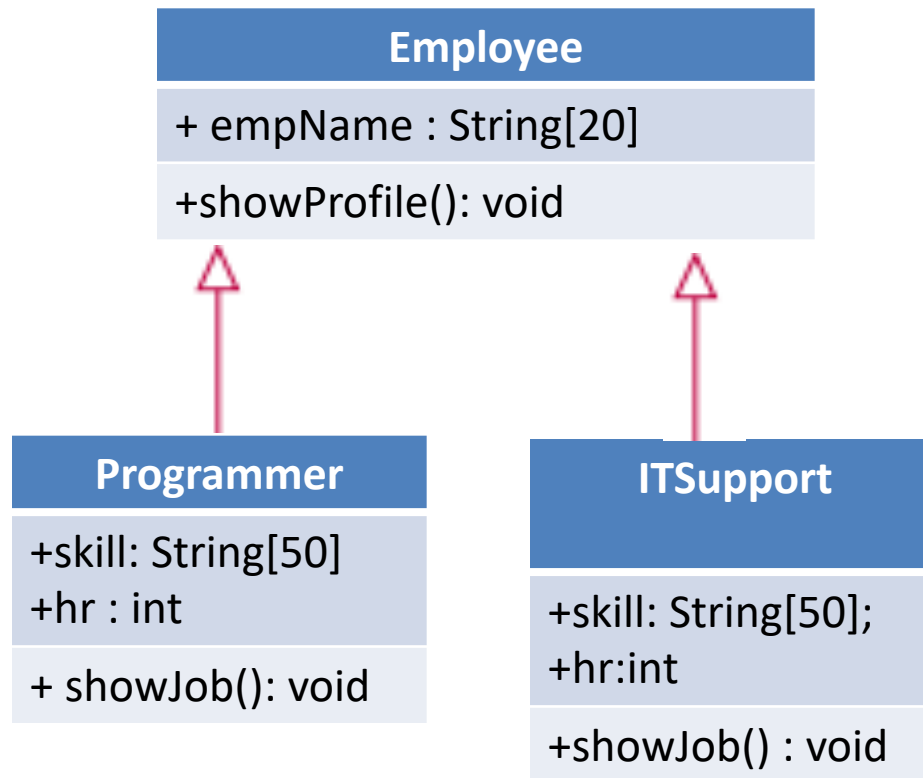 Employee
+ empName : String[20]
+showProfile(): void
Programmer
+skill: String[50]
+hr : int
+ showJob(): void
ITSupport
+skill: String[50];
+hr:int
+showJob() : void